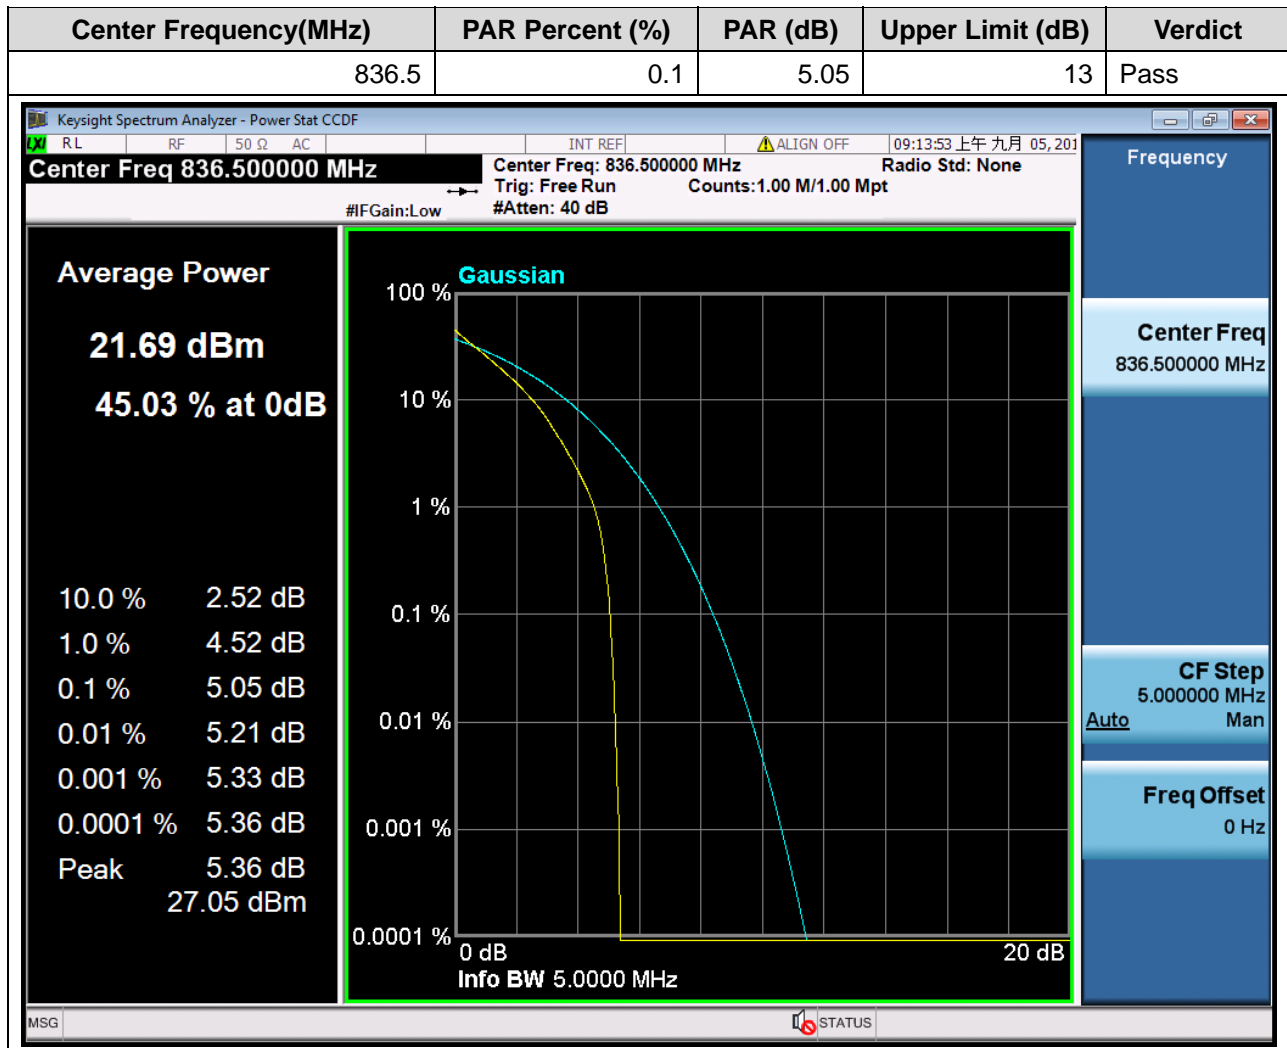 Center Frequency(MHz) PAR Percent (%) PAR (dB) Upper Limit (dB) Verdict
836.5 0.1 5.05 13 Pass
Keysight Spectrum Analyzer - Power Stat CCDF
LXI RL RF 50 Ω AC INT REF ALIGN OFF 09:13:53 上午 九月 05, 201
Center Freq 836.500000 MHz
Center Freq: 836.500000 MHz Radio Std: None
Trig: Free Run Counts:1.00 M/1.00 Mpt
#IFGain:Low #Atten: 40 dB
Average Power
21.69 dBm
45.03 % at 0dB
10.0 % 2.52 dB
1.0 % 4.52 dB
0.1 % 5.05 dB
0.01 % 5.21 dB
0.001 % 5.33 dB
0.0001 % 5.36 dB
Peak 5.36 dB
27.05 dBm
Gaussian
100 %
10 %
1 %
0.1 %
0.01 %
0.001 %
0.0001 %
0 dB 20 dB
Info BW 5.0000 MHz
Frequency
Center Freq
836.500000 MHz
CF Step
5.000000 MHz
Auto Man
Freq Offset
0 Hz
MSG STATUS